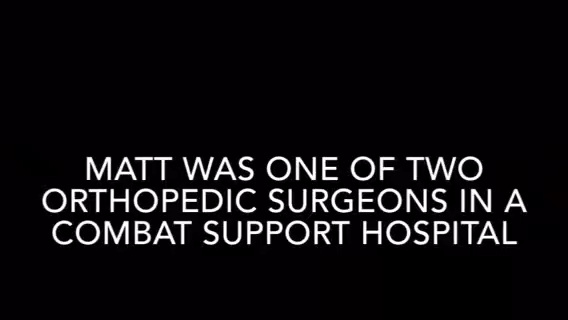 MATT WAS ONE OF TWO
ORTHOPEDIC SURGEONS IN A
COMBAT SUPPORT HOSPITAL